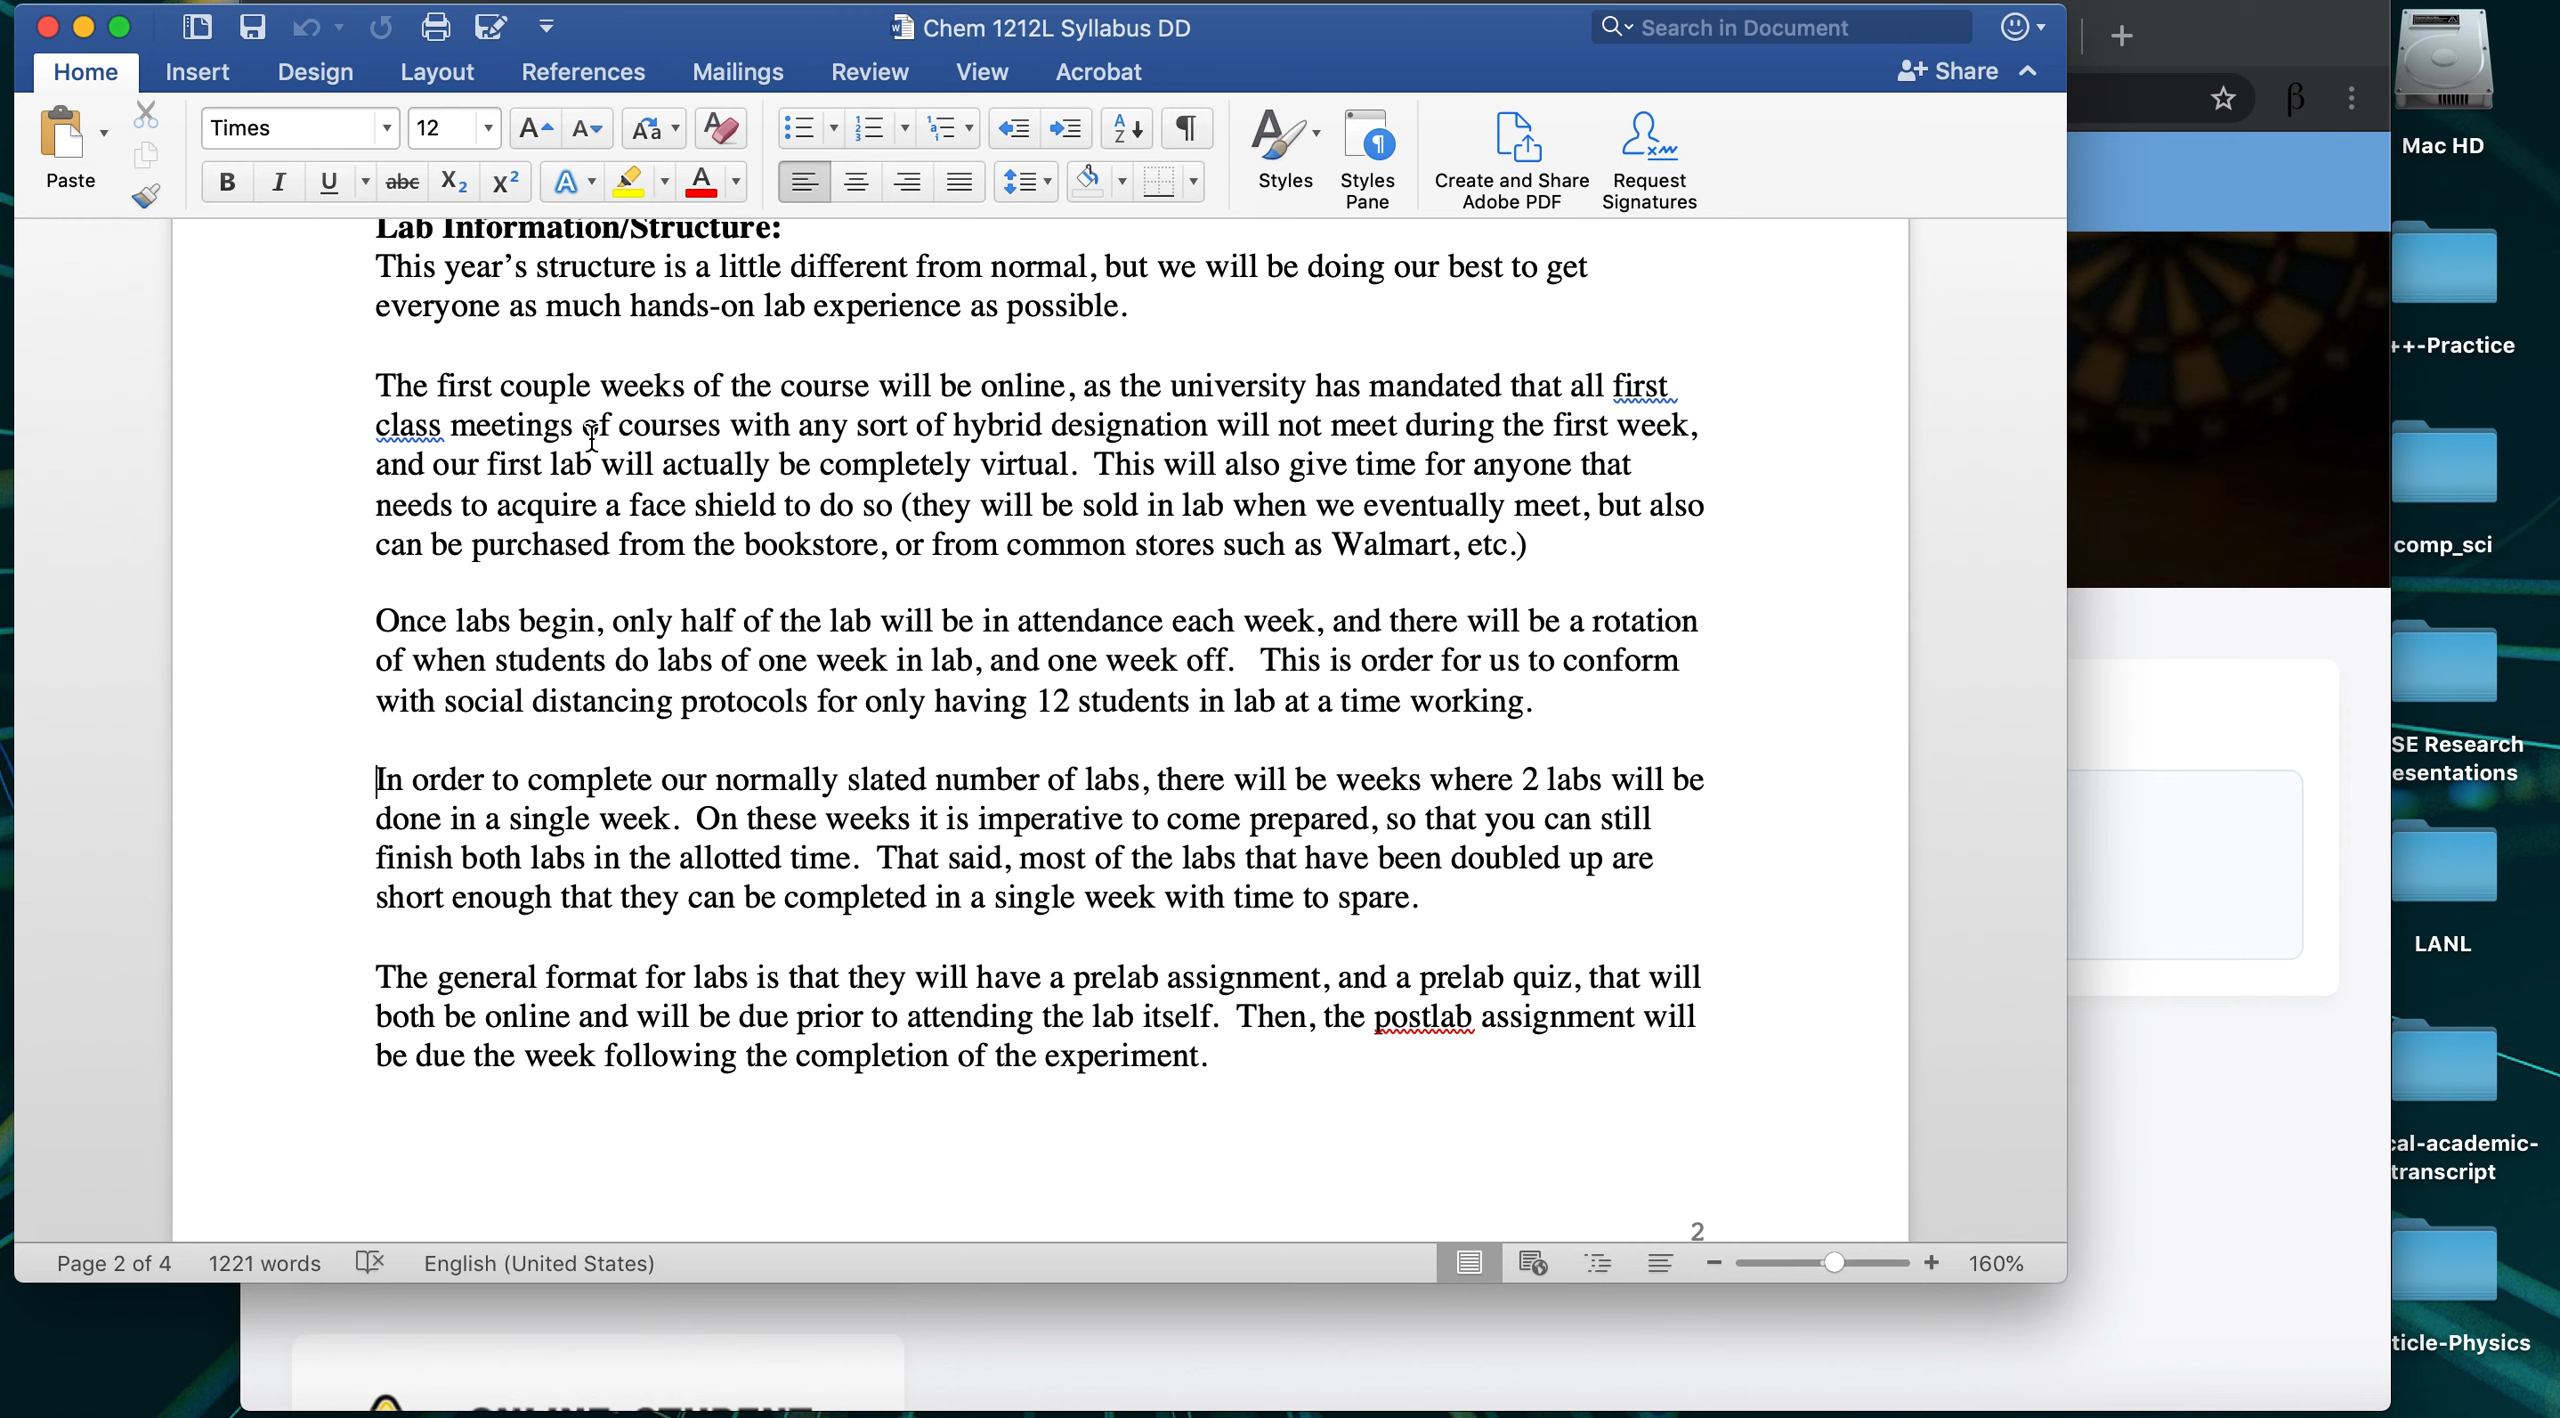 Chem 1212L Syllabus DD
Search in Document
Home Insert Design Layout References Mailings Review View Acrobat
Share
Paste
Times
12
Styles
Styles Pane
Create and Share Adobe PDF
Request Signatures
Lab Information/Structure:
This year’s structure is a little different from normal, but we will be doing our best to get
everyone as much hands-on lab experience as possible.
The first couple weeks of the course will be online, as the university has mandated that all first
class meetings of courses with any sort of hybrid designation will not meet during the first week,
and our first lab will actually be completely virtual.  This will also give time for anyone that
needs to acquire a face shield to do so (they will be sold in lab when we eventually meet, but also
can be purchased from the bookstore, or from common stores such as Walmart, etc.)
Once labs begin, only half of the lab will be in attendance each week, and there will be a rotation
of when students do labs of one week in lab, and one week off.   This is order for us to conform
with social distancing protocols for only having 12 students in lab at a time working.
In order to complete our normally slated number of labs, there will be weeks where 2 labs will be
done in a single week.  On these weeks it is imperative to come prepared, so that you can still
finish both labs in the allotted time.  That said, most of the labs that have been doubled up are
short enough that they can be completed in a single week with time to spare.
The general format for labs is that they will have a prelab assignment, and a prelab quiz, that will
both be online and will be due prior to attending the lab itself.  Then, the postlab assignment will
be due the week following the completion of the experiment.
2
Page 2 of 4 1221 words English (United States) 160%
Mac HD
++-Practice
comp_sci
SE Research
esentations
LANL
cal-academic-
transcript
ticle-Physics